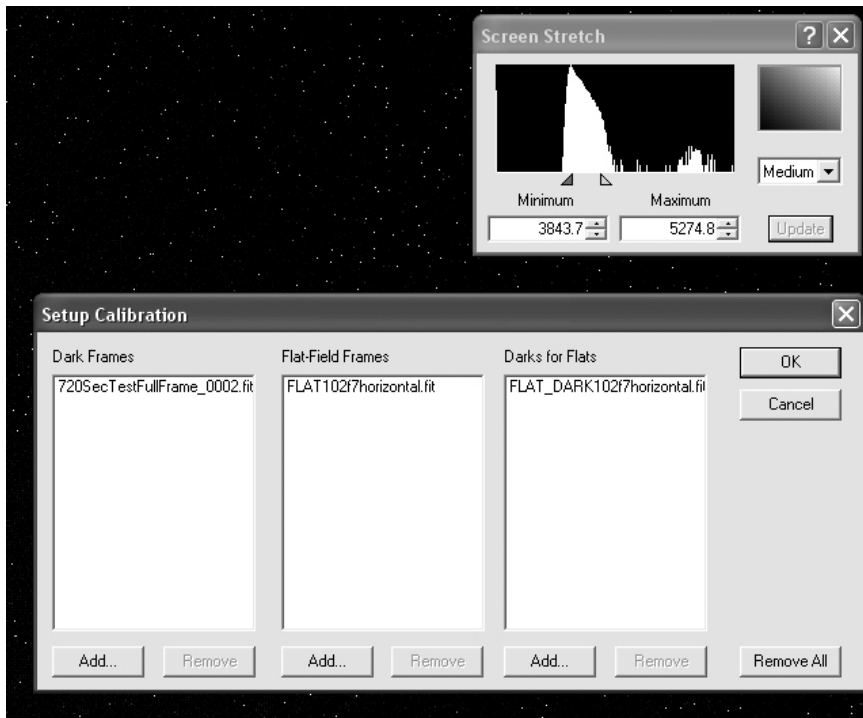 Screen Stretch
Medium
Minimum Maximum
3843.7 5274.8 Update
Setup Calibration
Dark Frames Flat-Field Frames Darks for Flats
OK
720SecTestFullFrame_0002.fit FLAT102f7horizontal.fit FLAT_DARK102f7horizontal.fi
Cancel
Add... Remove Add... Remove Add... Remove Remove All